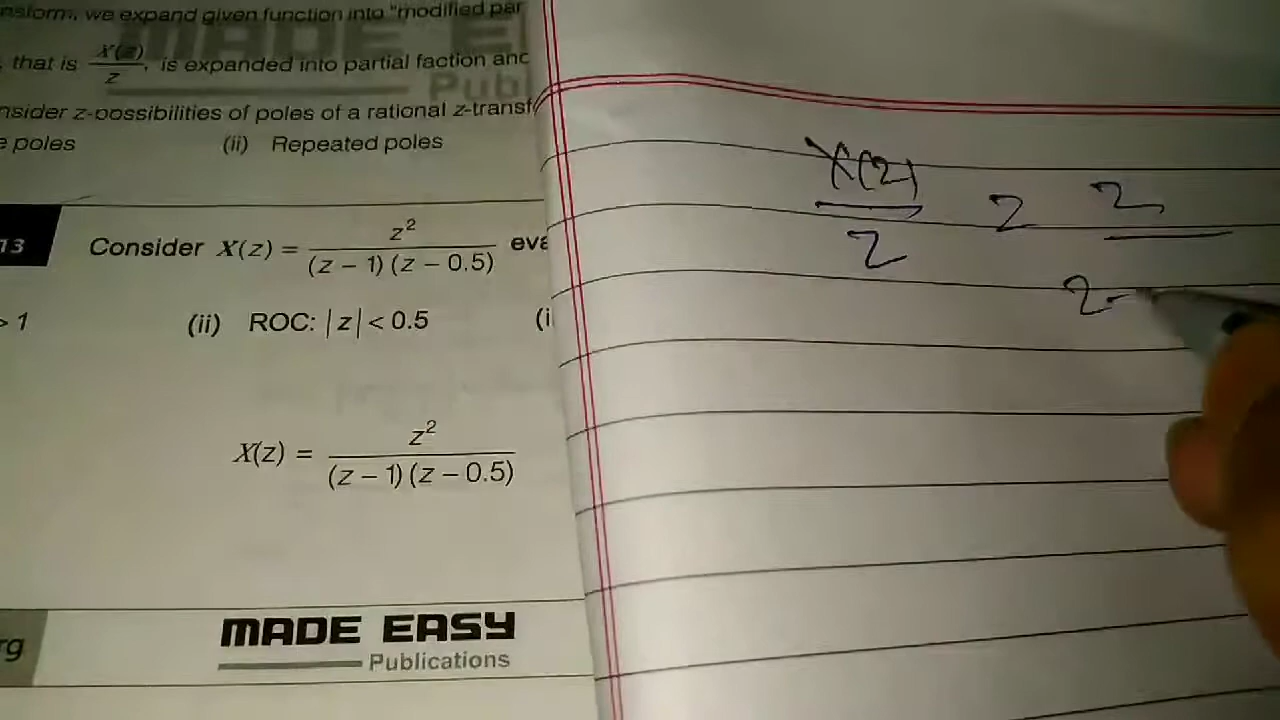 nsform, we expand given function into "modified par
that is X(z)/z, is expanded into partial faction and
nsider z-possibilities of poles of a rational z-transf
e poles (ii) Repeated poles
MADE E
Publ
13 Consider X(z) = z²/((z – 1)(z – 0.5)) eva
> 1 (ii) ROC: |z| < 0.5 (i
X(z) = z²/((z – 1)(z – 0.5))
rg MADE EASY
Publications
X(z)/z = z/(z-